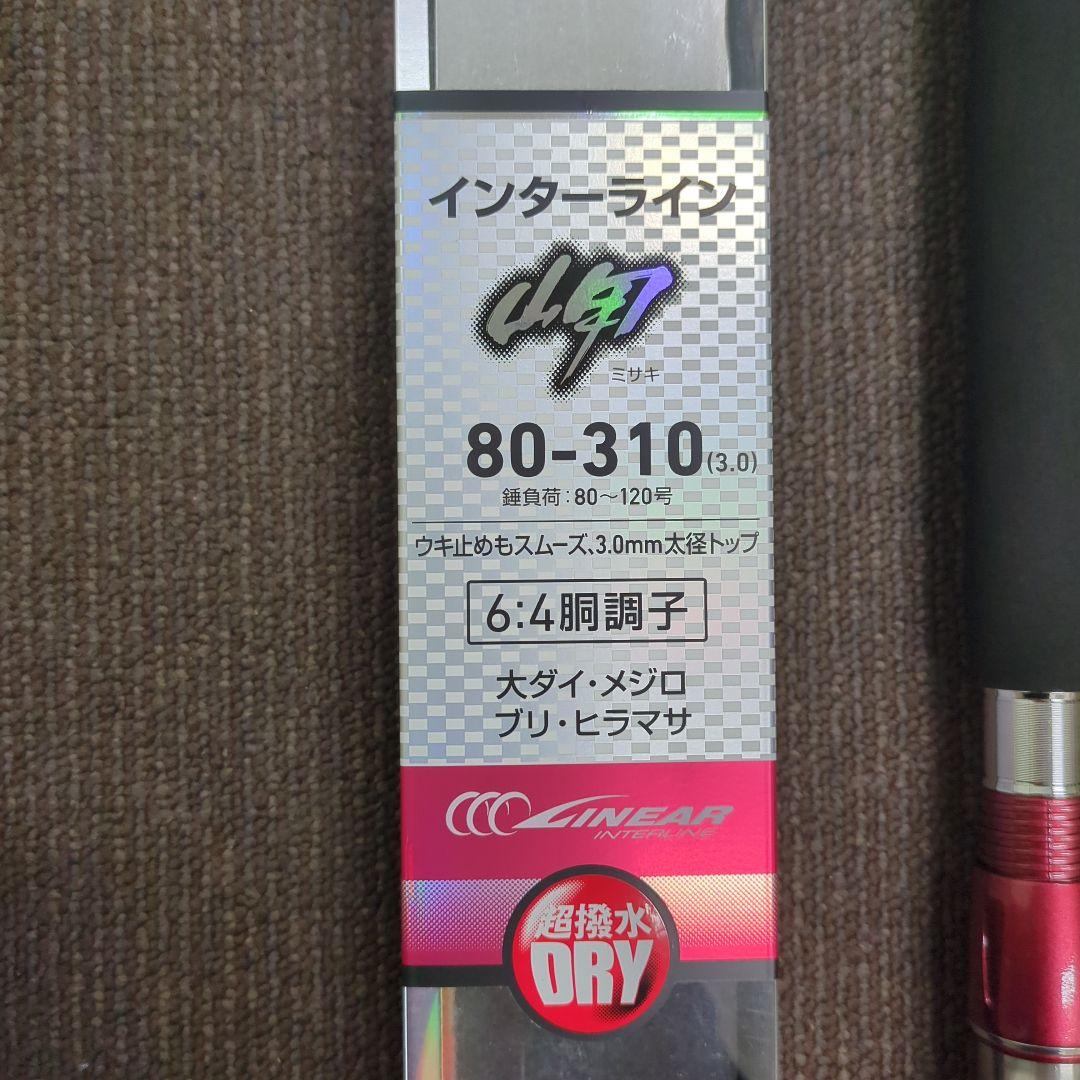 インターライン
岬
ミサキ
80-310(3.0)
錘負荷:80〜120号
ウキ止めもスムーズ、3.0mm太径トップ
6:4胴調子
大ダイ・メジロ
ブリ・ヒラマサ
LINEAR
INTERLINE
超撥水
DRY